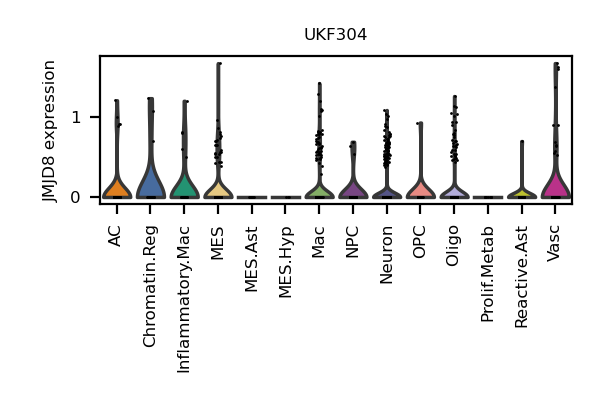 UKF304
JMJD8 expression
1
0
AC
Chromatin.Reg
Inflammatory.Mac
MES
MES.Ast
MES.Hyp
Mac
NPC
Neuron
OPC
Oligo
Prolif.Metab
Reactive.Ast
Vasc